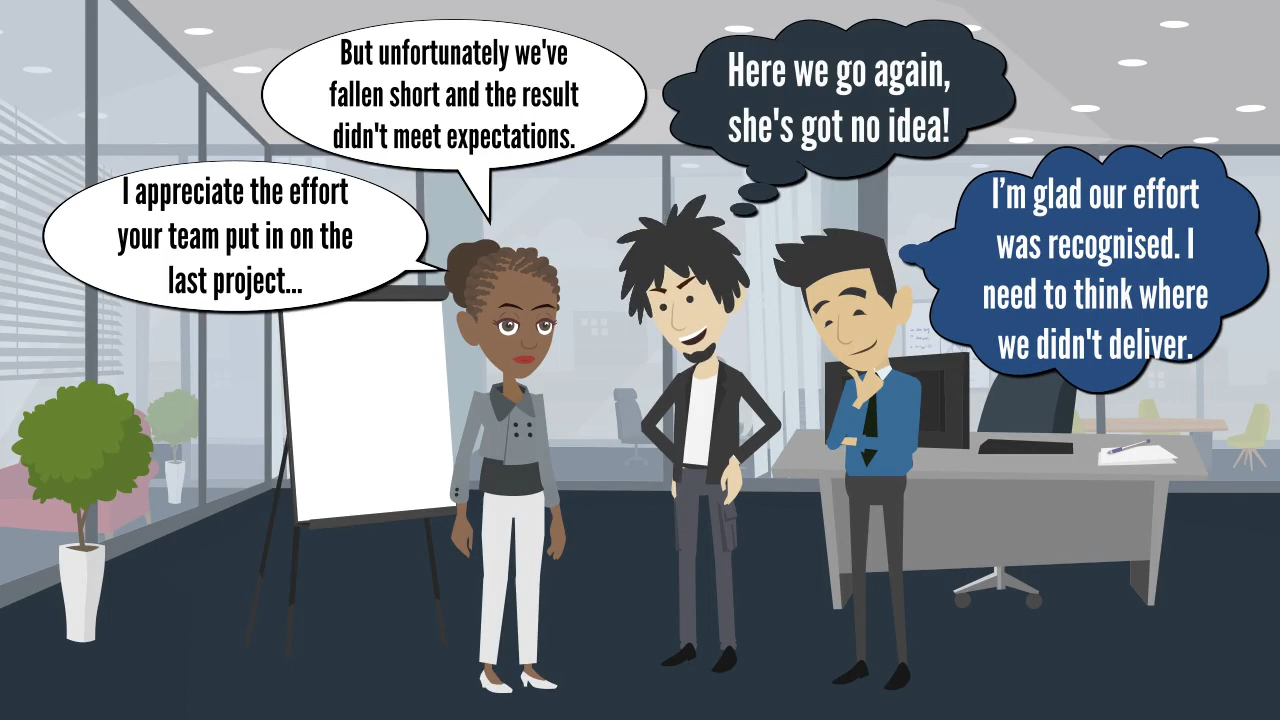 I appreciate the effort
your team put in on the
last project...
But unfortunately we've
fallen short and the result
didn't meet expectations.
Here we go again,
she's got no idea!
I’m glad our effort
was recognised. I
need to think where
we didn't deliver.